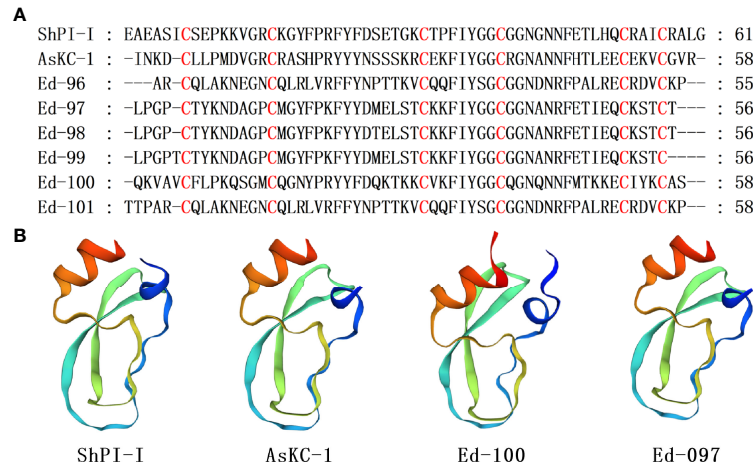 A
ShPI-I : EAEASICSEPKKVGRCKGYFPRFYFDSETGKCTPFIYGGCGGNGNNFETLHQCRAICRALG : 61
AsKC-1 : -INKD-CLLPMDVGRCRASHPRYYYNSSSKRCEKFIYGGCRGNANNFHTLEECEKVCGVR- : 58
Ed-96 : ---AR-CQLAKNEGNCQLRLVRFFYNPTTKVCQQFIYSGCGGNDNRFPALRECRDVCKP-- : 55
Ed-97 : -LPGP-CTYKNDAGPCMGYFPKFYYDMELSTCKKFIYGGCGGNANRFETIEQCKSTCT--- : 56
Ed-98 : -LPGP-CTYKNDAGPCMGYFPKFYYDTELSTCKKFIYGGCGGNANRFETIEQCKSTCT--- : 56
Ed-99 : -LPGPTCTYKNDAGPCMGYFPKFYYDMELSTCKVKFIYGGCGGNANRFETIEQCKSTC---- : 56
Ed-100 : -QKVAVCFLPKQSGMCQGNYPRYYFDQKTKKCVKFIYGGCQGNQNNFMTKKECIYKCAS-- : 58
Ed-101 : TTPAR-CQLAKNEGNCQLRLVRFFYNPTTKVCQQFIYSGCGGNDNRFPALRECRDVCKP-- : 58
B
ShPI-I AsKC-1 Ed-100 Ed-097